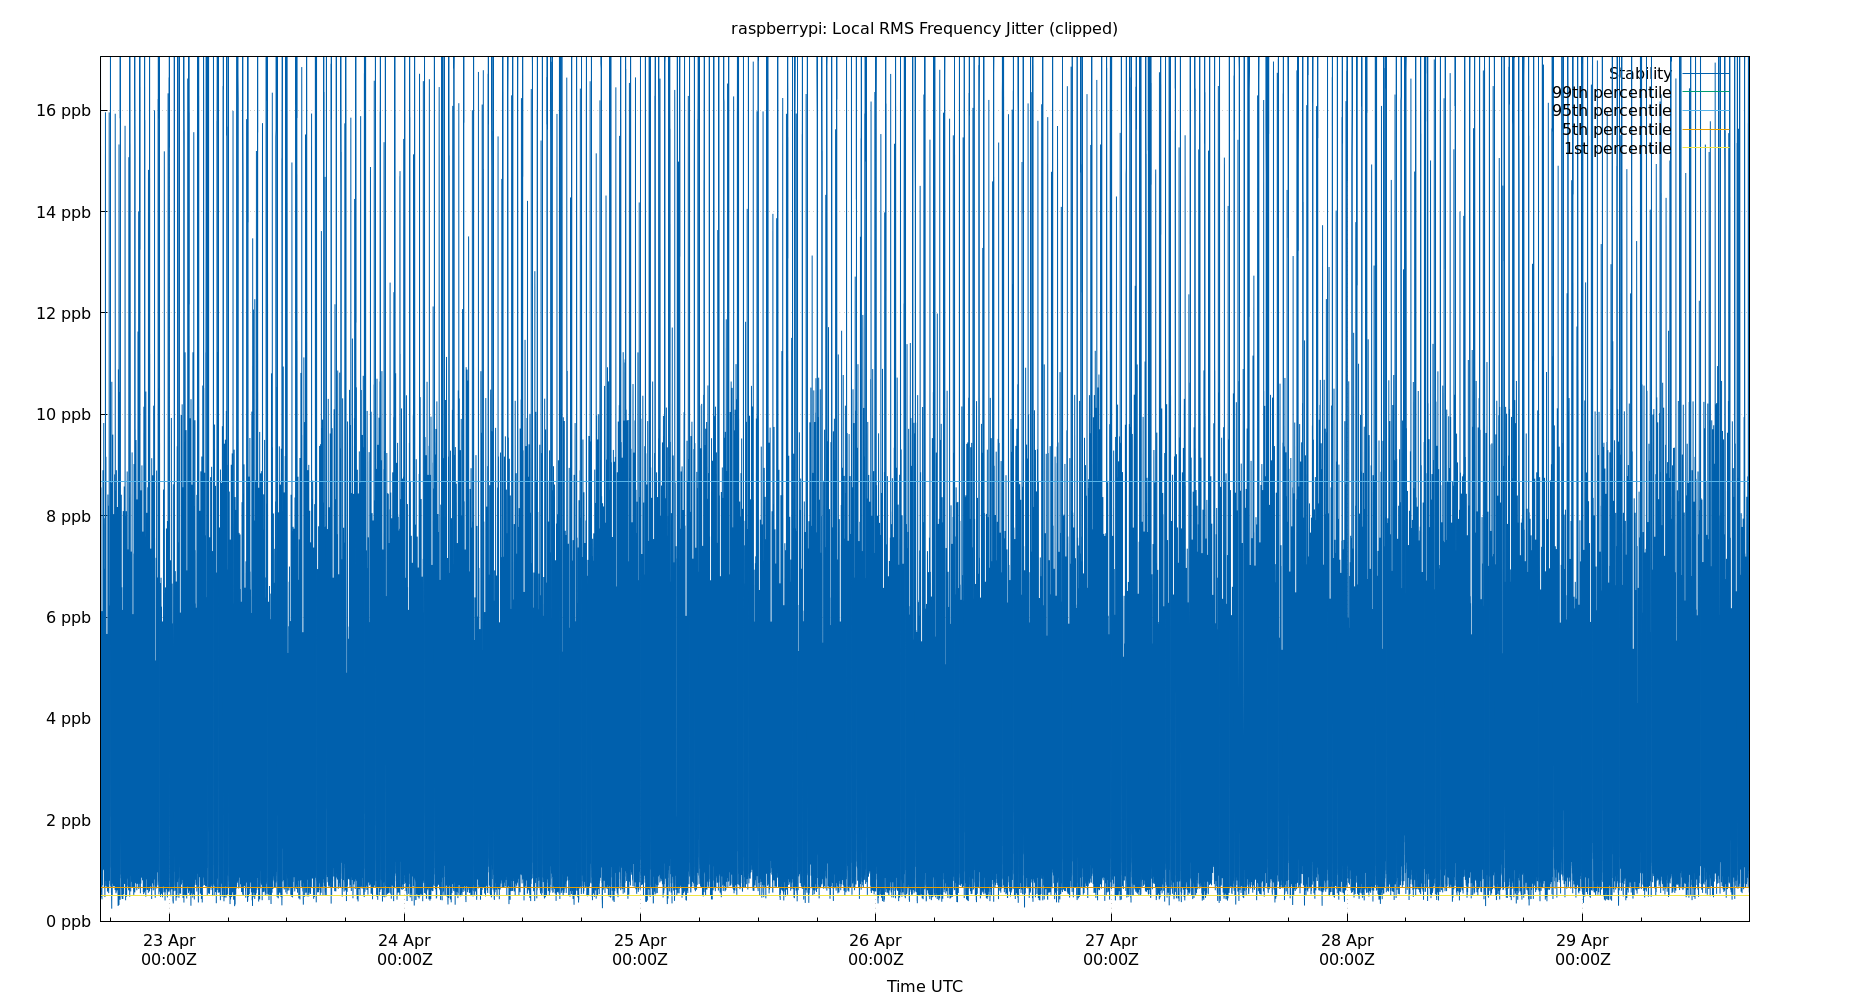 raspberrypi: Local RMS Frequency Jitter (clipped)
Stability
99th percentile
95th percentile
5th percentile
1st percentile
16 ppb
14 ppb
12 ppb
10 ppb
8 ppb
6 ppb
4 ppb
2 ppb
0 ppb
23 Apr 24 Apr 25 Apr 26 Apr 27 Apr 28 Apr 29 Apr
00:00Z 00:00Z 00:00Z 00:00Z 00:00Z 00:00Z 00:00Z
Time UTC